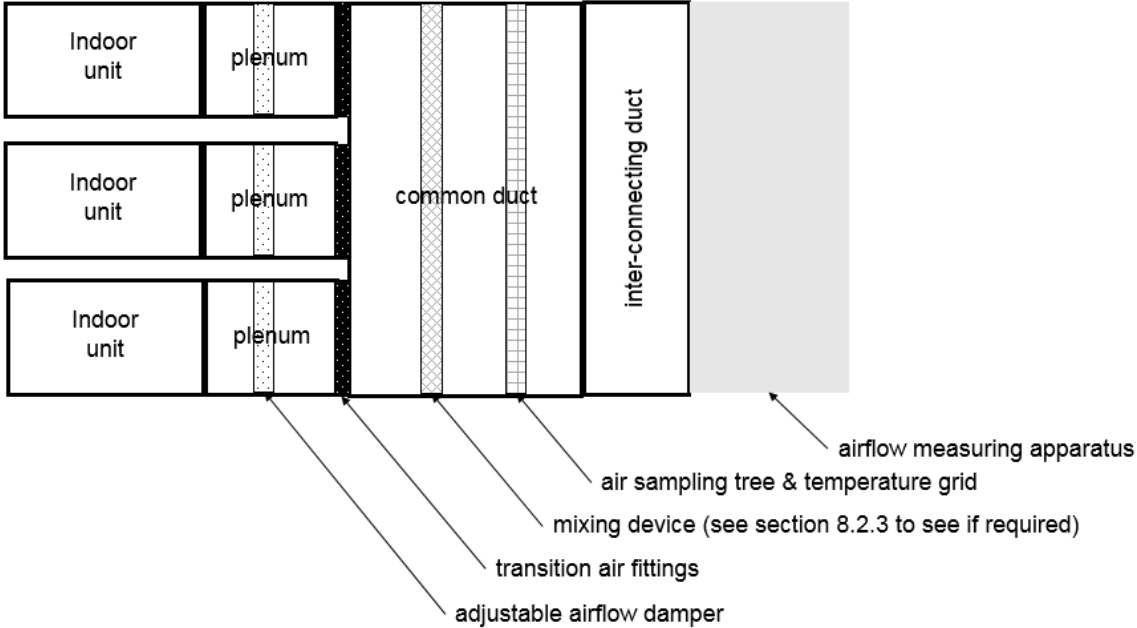 Indoor
unit
plenum
Indoor
unit
plenum
Indoor
unit
plenum
common duct
inter-connecting duct
airflow measuring apparatus
air sampling tree & temperature grid
mixing device (see section 8.2.3 to see if required)
transition air fittings
adjustable airflow damper